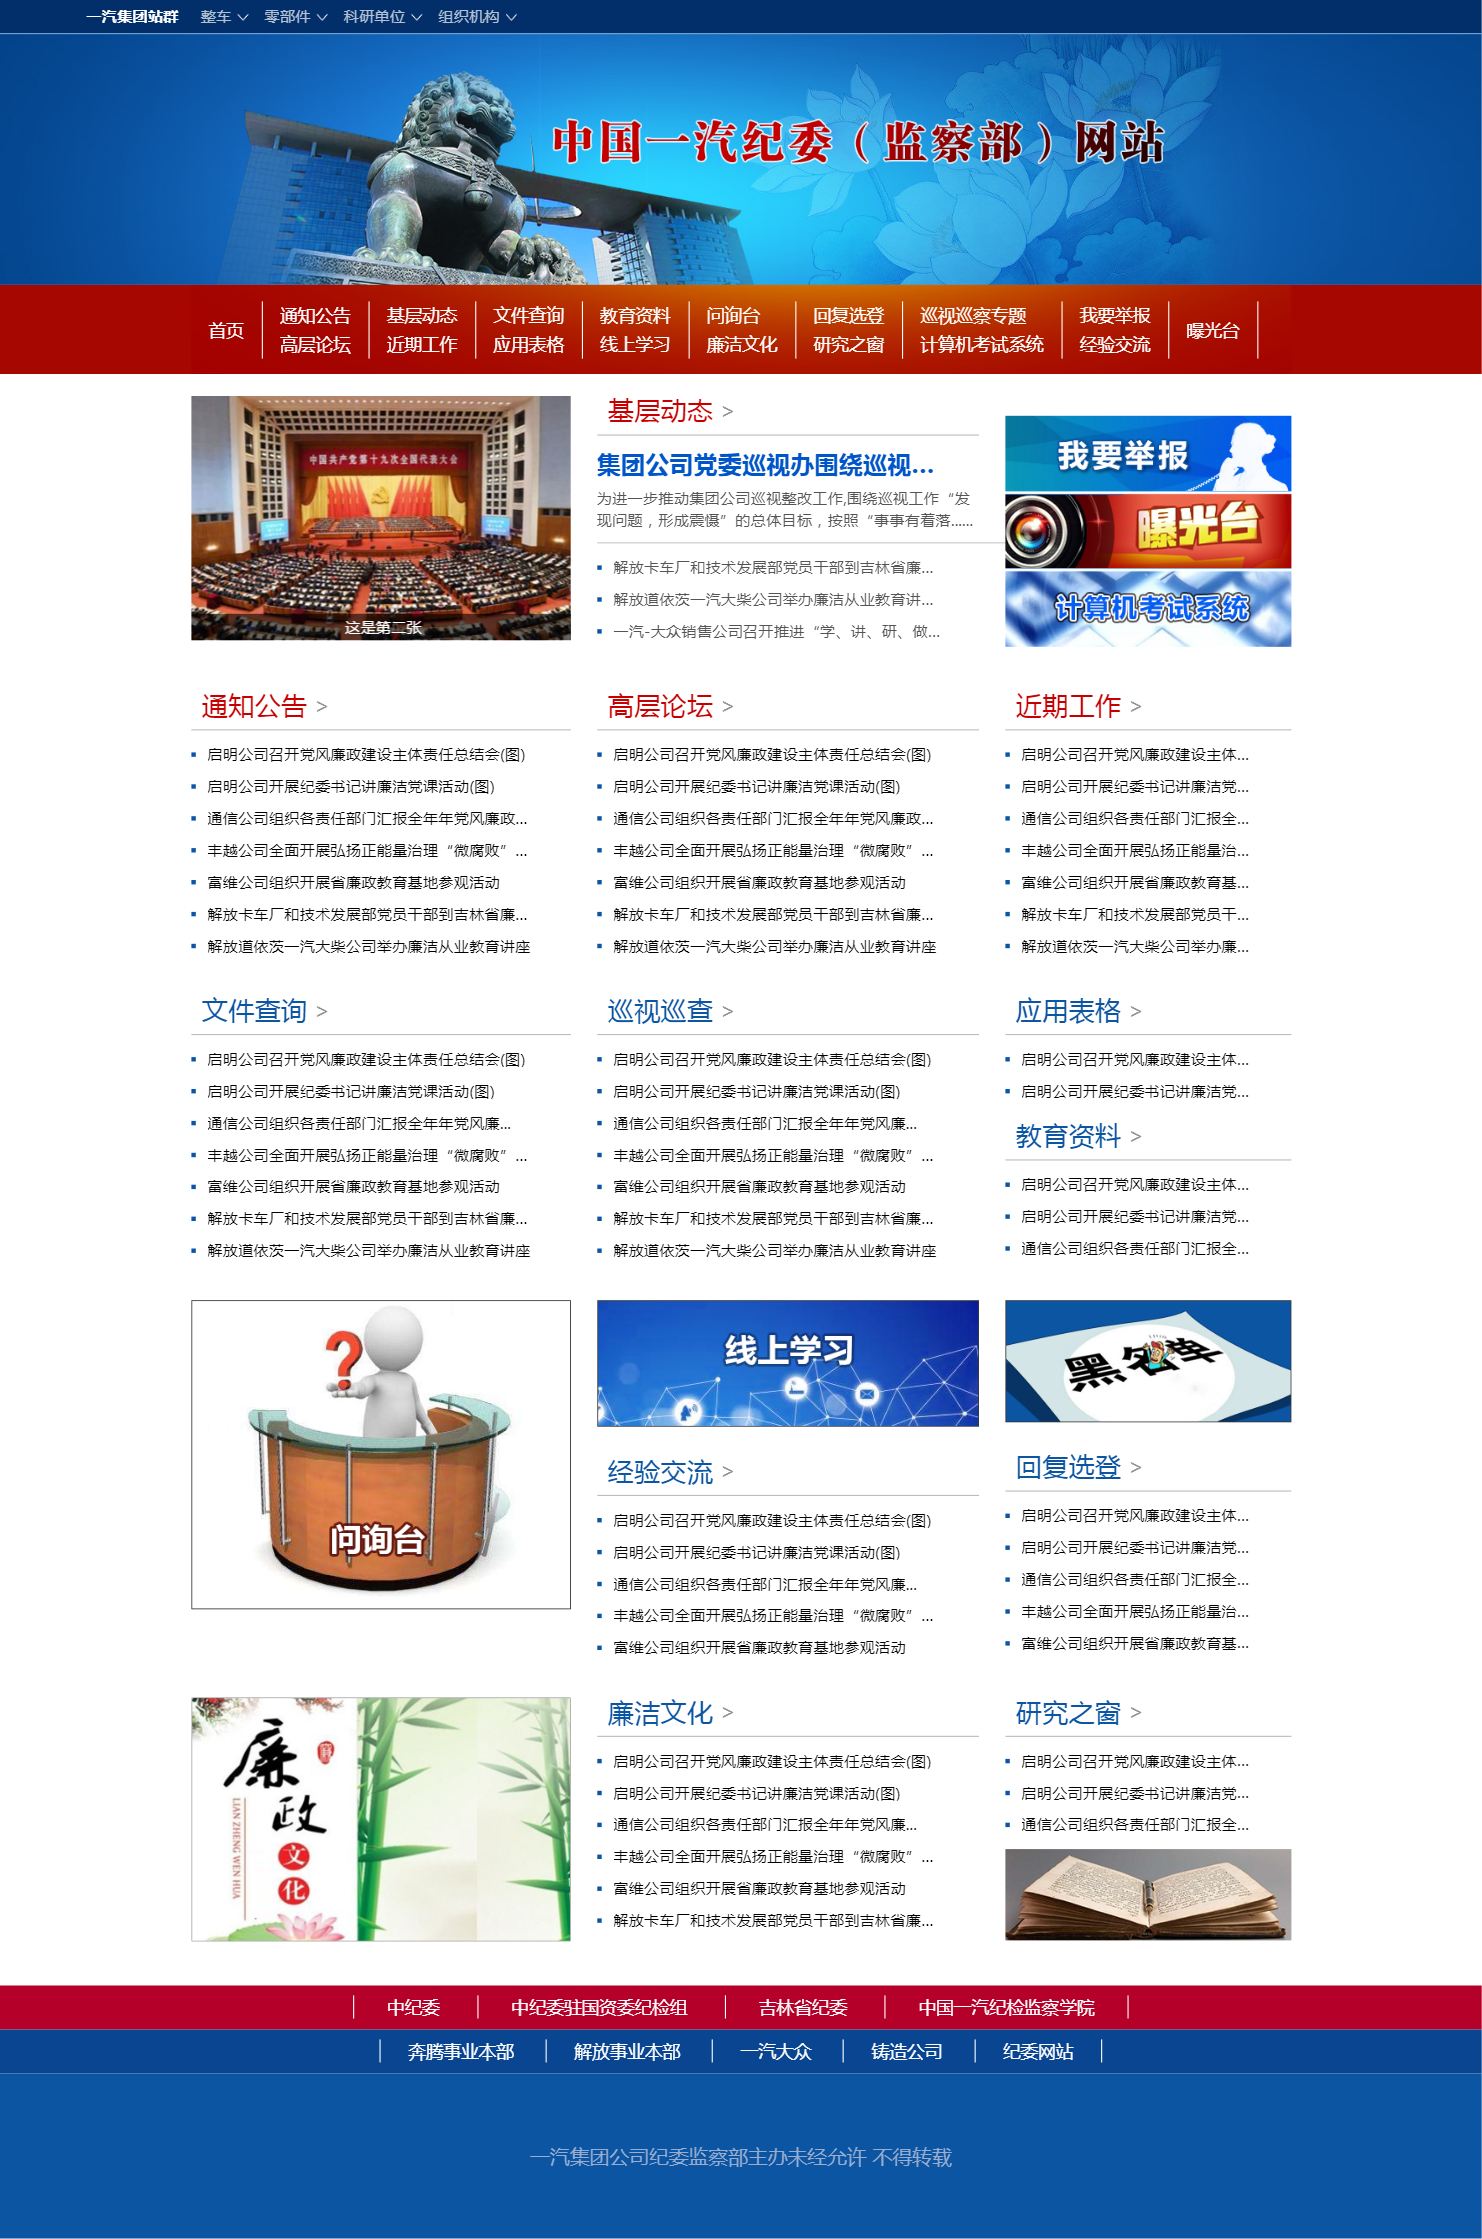 一汽集团站群 整车 零部件 科研单位 组织机构
中国一汽纪委（监察部）网站
首页 通知公告 基层动态 文件查询 教育资料 问询台 回复选登 巡视巡察专题 我要举报 曝光台
高层论坛 近期工作 应用表格 线上学习 廉洁文化 研究之窗 计算机考试系统 经验交流
中国共产党第十九次全国代表大会
这是第二张
基层动态 >
集团公司党委巡视办围绕巡视...
为进一步推动集团公司巡视整改工作,围绕巡视工作“发
现问题，形成震慑”的总体目标，按照“事事有着落......
解放卡车厂和技术发展部党员干部到吉林省廉...
解放道依茨一汽大柴公司举办廉洁从业教育讲...
一汽-大众销售公司召开推进“学、讲、研、做...
我要举报
曝光台
计算机考试系统
通知公告 >
启明公司召开党风廉政建设主体责任总结会(图)
启明公司开展纪委书记讲廉洁党课活动(图)
通信公司组织各责任部门汇报全年年党风廉政...
丰越公司全面开展弘扬正能量治理“微腐败”...
富维公司组织开展省廉政教育基地参观活动
解放卡车厂和技术发展部党员干部到吉林省廉...
解放道依茨一汽大柴公司举办廉洁从业教育讲座
高层论坛 >
启明公司召开党风廉政建设主体责任总结会(图)
启明公司开展纪委书记讲廉洁党课活动(图)
通信公司组织各责任部门汇报全年年党风廉政...
丰越公司全面开展弘扬正能量治理“微腐败”...
富维公司组织开展省廉政教育基地参观活动
解放卡车厂和技术发展部党员干部到吉林省廉...
解放道依茨一汽大柴公司举办廉洁从业教育讲座
近期工作 >
启明公司召开党风廉政建设主体...
启明公司开展纪委书记讲廉洁党...
通信公司组织各责任部门汇报全...
丰越公司全面开展弘扬正能量治...
富维公司组织开展省廉政教育基...
解放卡车厂和技术发展部党员干...
解放道依茨一汽大柴公司举办廉...
文件查询 >
启明公司召开党风廉政建设主体责任总结会(图)
启明公司开展纪委书记讲廉洁党课活动(图)
通信公司组织各责任部门汇报全年年党风廉...
丰越公司全面开展弘扬正能量治理“微腐败”...
富维公司组织开展省廉政教育基地参观活动
解放卡车厂和技术发展部党员干部到吉林省廉...
解放道依茨一汽大柴公司举办廉洁从业教育讲座
巡视巡查 >
启明公司召开党风廉政建设主体责任总结会(图)
启明公司开展纪委书记讲廉洁党课活动(图)
通信公司组织各责任部门汇报全年年党风廉...
丰越公司全面开展弘扬正能量治理“微腐败”...
富维公司组织开展省廉政教育基地参观活动
解放卡车厂和技术发展部党员干部到吉林省廉...
解放道依茨一汽大柴公司举办廉洁从业教育讲座
应用表格 >
启明公司召开党风廉政建设主体...
启明公司开展纪委书记讲廉洁党...
教育资料 >
启明公司召开党风廉政建设主体...
启明公司开展纪委书记讲廉洁党...
通信公司组织各责任部门汇报全...
问询台
线上学习
黑名单
经验交流 >
启明公司召开党风廉政建设主体责任总结会(图)
启明公司开展纪委书记讲廉洁党课活动(图)
通信公司组织各责任部门汇报全年年党风廉...
丰越公司全面开展弘扬正能量治理“微腐败”...
富维公司组织开展省廉政教育基地参观活动
回复选登 >
启明公司召开党风廉政建设主体...
启明公司开展纪委书记讲廉洁党...
通信公司组织各责任部门汇报全...
丰越公司全面开展弘扬正能量治...
富维公司组织开展省廉政教育基...
廉政
文化
LIAN ZHENG WEN HUA
廉洁文化 >
启明公司召开党风廉政建设主体责任总结会(图)
启明公司开展纪委书记讲廉洁党课活动(图)
通信公司组织各责任部门汇报全年年党风廉...
丰越公司全面开展弘扬正能量治理“微腐败”...
富维公司组织开展省廉政教育基地参观活动
解放卡车厂和技术发展部党员干部到吉林省廉...
研究之窗 >
启明公司召开党风廉政建设主体...
启明公司开展纪委书记讲廉洁党...
通信公司组织各责任部门汇报全...
中纪委 中纪委驻国资委纪检组 吉林省纪委 中国一汽纪检监察学院
奔腾事业本部 解放事业本部 一汽大众 铸造公司 纪委网站
一汽集团公司纪委监察部主办未经允许 不得转载